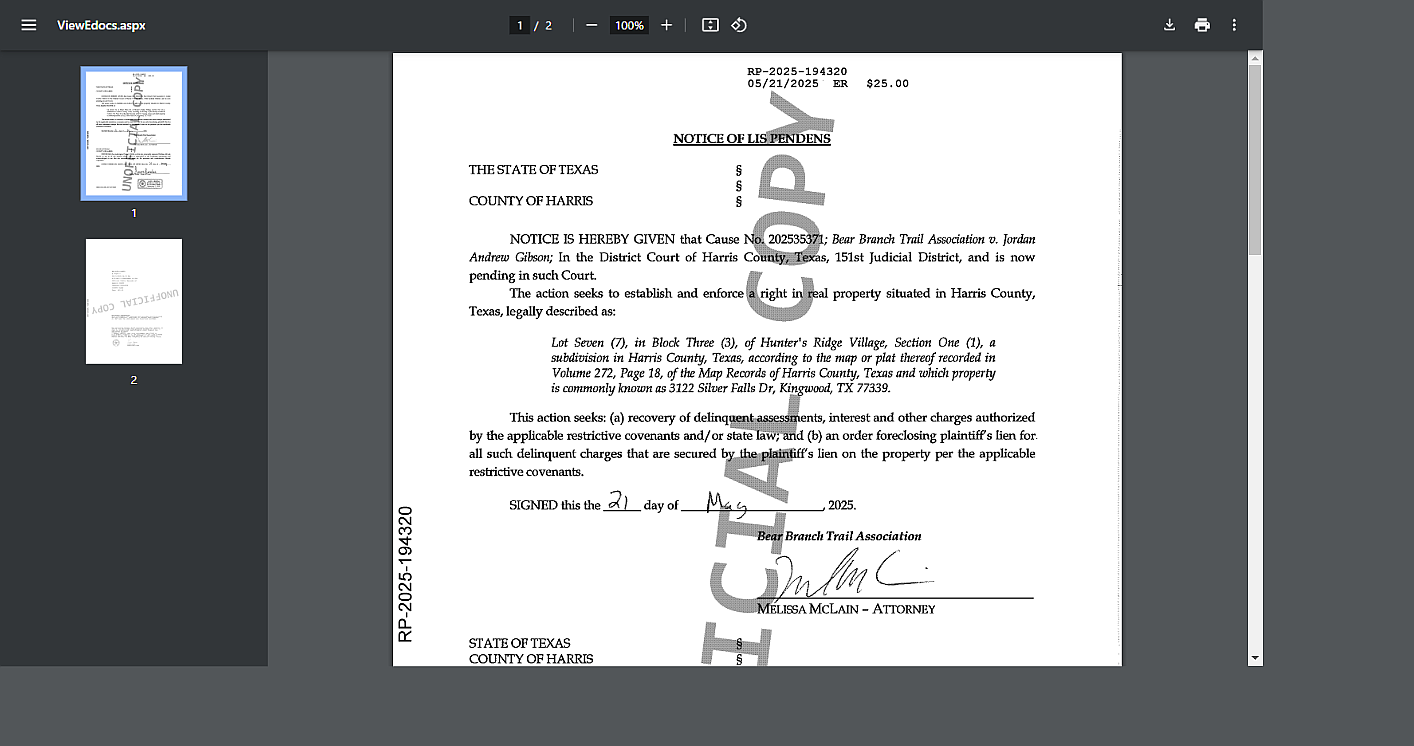 ViewEdocs.aspx
1 / 2
100%
1
2
RP-2025-194320
05/21/2025 ER $25.00
NOTICE OF LIS PENDENS
THE STATE OF TEXAS §
§
COUNTY OF HARRIS §
NOTICE IS HEREBY GIVEN that Cause No. 202535371; Bear Branch Trail Association v. Jordan
Andrew Gibson; In the District Court of Harris County, Texas, 151st Judicial District, and is now
pending in such Court.
The action seeks to establish and enforce a right in real property situated in Harris County,
Texas, legally described as:
Lot Seven (7), in Block Three (3), of Hunter's Ridge Village, Section One (1), a
subdivision in Harris County, Texas, according to the map or plat thereof recorded in
Volume 272, Page 18, of the Map Records of Harris County, Texas and which property
is commonly known as 3122 Silver Falls Dr, Kingwood, TX 77339.
This action seeks: (a) recovery of delinquent assessments, interest and other charges authorized
by the applicable restrictive covenants and/or state law; and (b) an order foreclosing plaintiff's lien for
all such delinquent charges that are secured by the plaintiff's lien on the property per the applicable
restrictive covenants.
SIGNED this the 21 day of May, 2025.
Bear Branch Trail Association
MELISSA MCLAIN – ATTORNEY
STATE OF TEXAS §
COUNTY OF HARRIS §
RP-2025-194320
ICIAL COPY
UNOFFICIAL COPY
UNOFFICIAL COPY